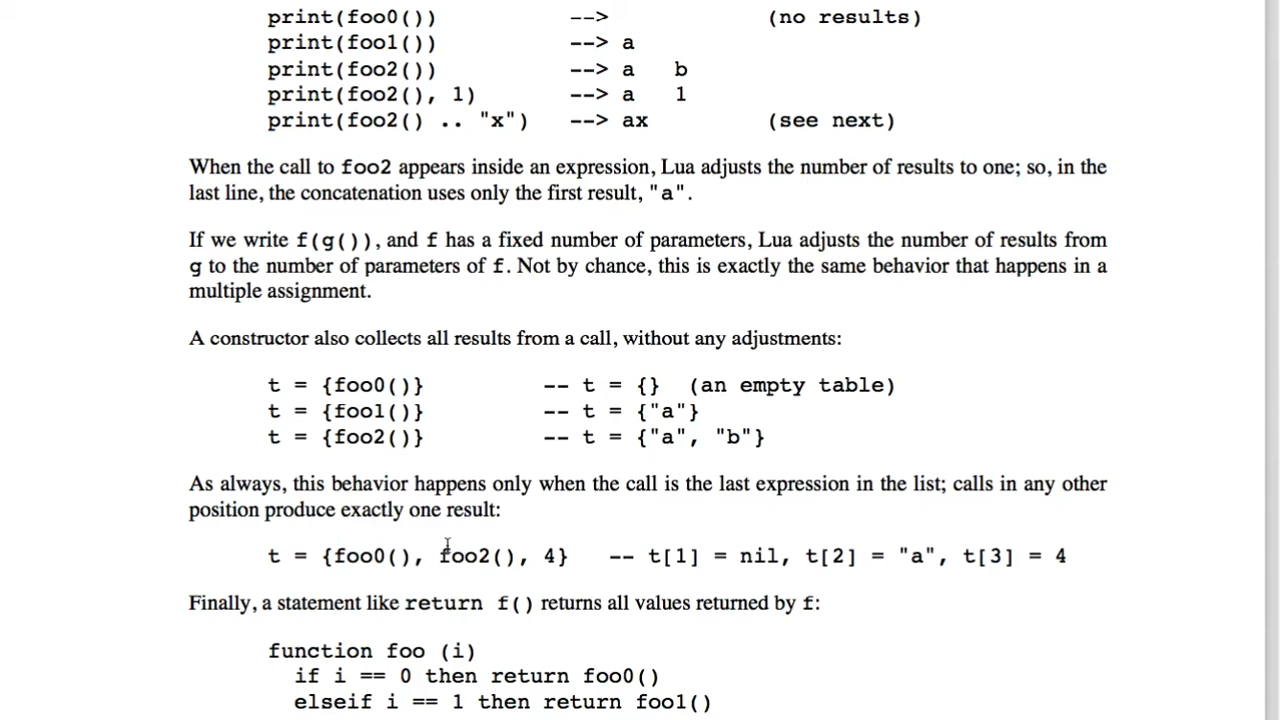 print(foo0())          -->            (no results)
print(foo1())          --> a
print(foo2())          --> a   b
print(foo2(), 1)       --> a   1
print(foo2() .. "x")   --> ax         (see next)
When the call to foo2 appears inside an expression, Lua adjusts the number of results to one; so, in the
last line, the concatenation uses only the first result, "a".
If we write f(g()), and f has a fixed number of parameters, Lua adjusts the number of results from
g to the number of parameters of f. Not by chance, this is exactly the same behavior that happens in a
multiple assignment.
A constructor also collects all results from a call, without any adjustments:
t = {foo0()}         -- t = {}  (an empty table)
t = {foo1()}         -- t = {"a"}
t = {foo2()}         -- t = {"a", "b"}
As always, this behavior happens only when the call is the last expression in the list; calls in any other
position produce exactly one result:
t = {foo0(), foo2(), 4}   -- t[1] = nil, t[2] = "a", t[3] = 4
Finally, a statement like return f() returns all values returned by f:
function foo (i)
  if i == 0 then return foo0()
  elseif i == 1 then return foo1()